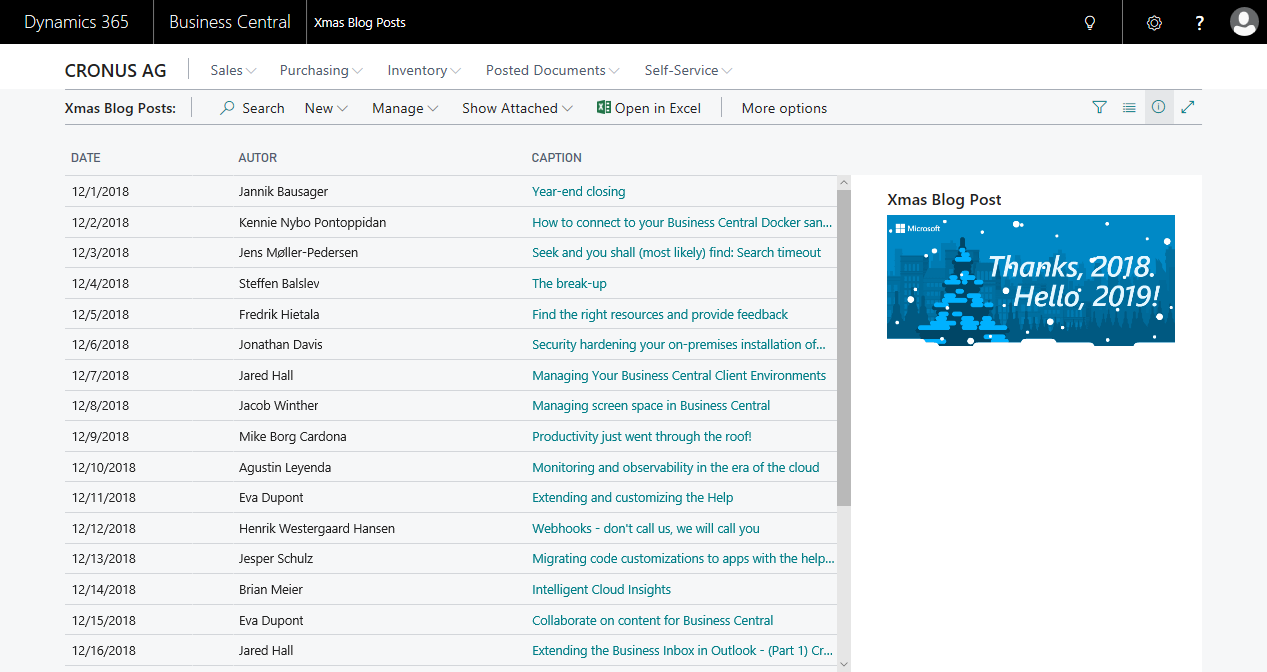 Dynamics 365 Business Central Xmas Blog Posts ?
CRONUS AG Sales Purchasing Inventory Posted Documents Self-Service
Xmas Blog Posts: Search New Manage Show Attached Open in Excel More options
DATE AUTOR CAPTION
12/1/2018 Jannik Bausager Year-end closing
12/2/2018 Kennie Nybo Pontoppidan How to connect to your Business Central Docker san...
12/3/2018 Jens Møller-Pedersen Seek and you shall (most likely) find: Search timeout
12/4/2018 Steffen Balslev The break-up
12/5/2018 Fredrik Hietala Find the right resources and provide feedback
12/6/2018 Jonathan Davis Security hardening your on-premises installation of...
12/7/2018 Jared Hall Managing Your Business Central Client Environments
12/8/2018 Jacob Winther Managing screen space in Business Central
12/9/2018 Mike Borg Cardona Productivity just went through the roof!
12/10/2018 Agustin Leyenda Monitoring and observability in the era of the cloud
12/11/2018 Eva Dupont Extending and customizing the Help
12/12/2018 Henrik Westergaard Hansen Webhooks - don't call us, we will call you
12/13/2018 Jesper Schulz Migrating code customizations to apps with the help...
12/14/2018 Brian Meier Intelligent Cloud Insights
12/15/2018 Eva Dupont Collaborate on content for Business Central
12/16/2018 Jared Hall Extending the Business Inbox in Outlook - (Part 1) Cr...
Xmas Blog Post
Microsoft
Thanks, 2018.
Hello, 2019!